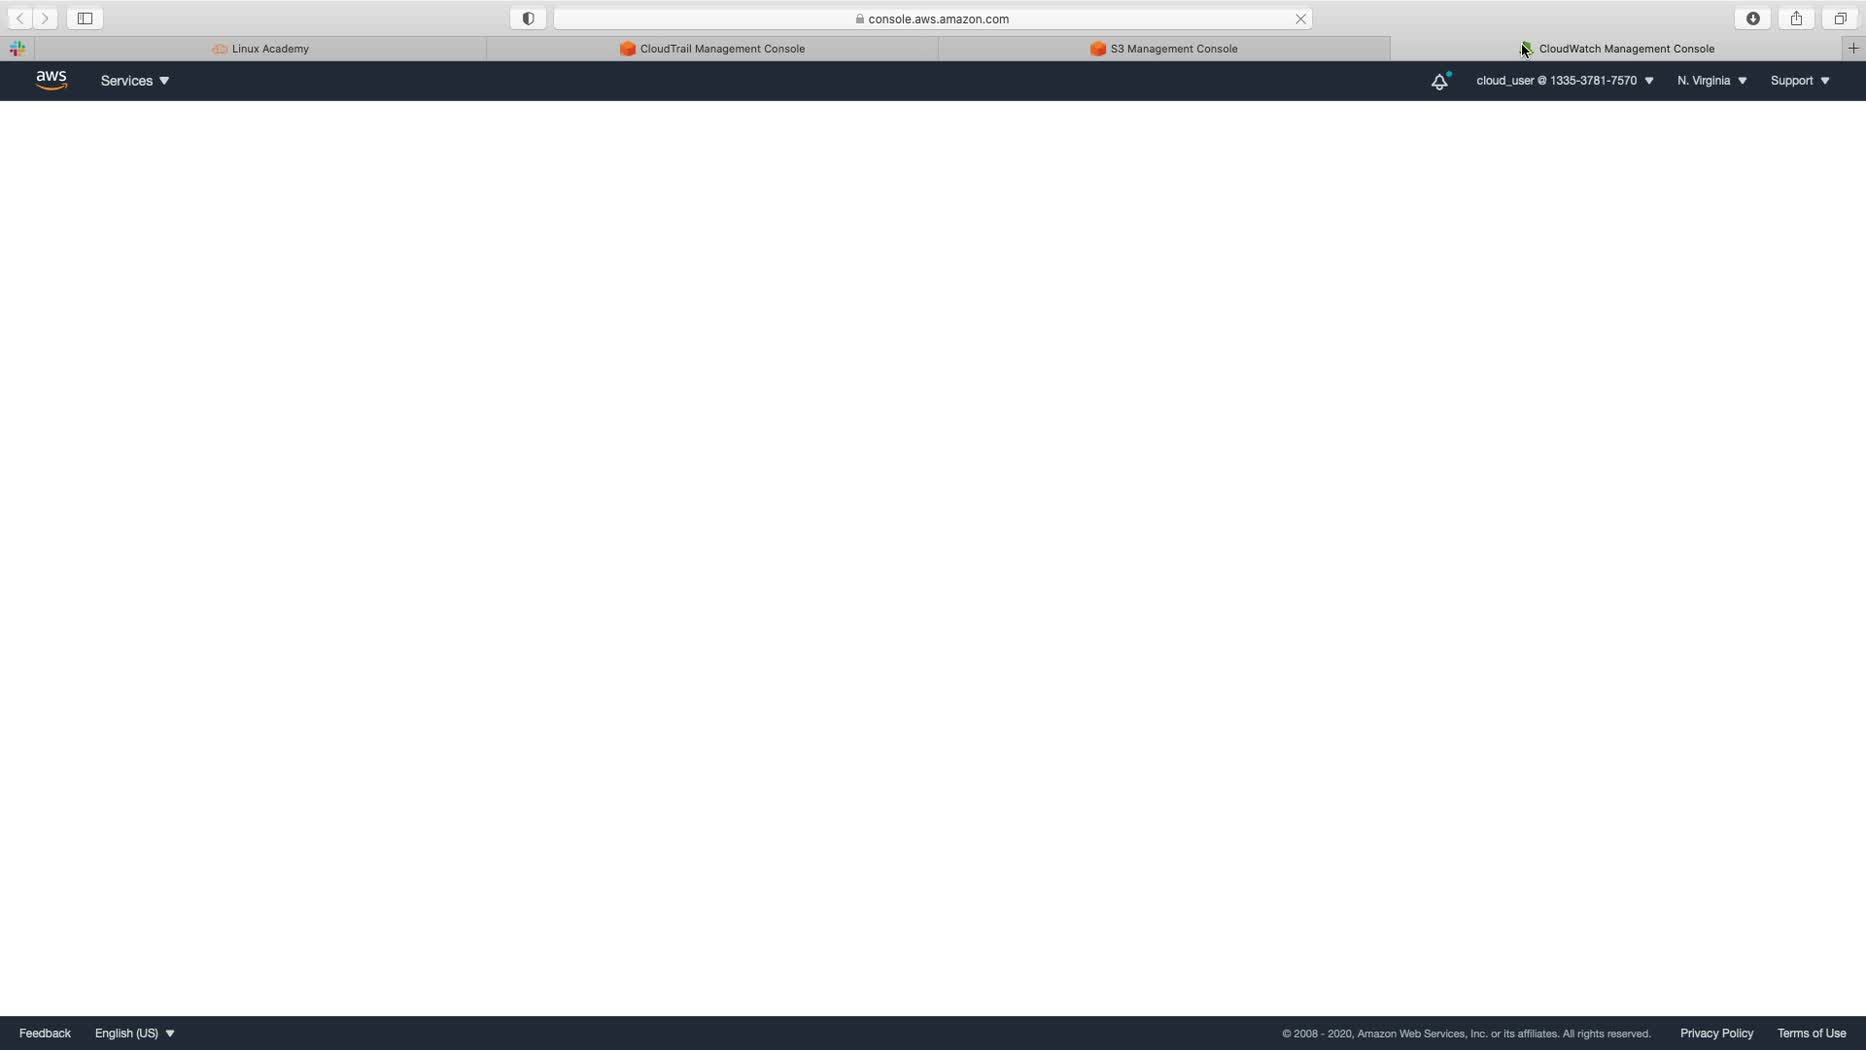 console.aws.amazon.com
Linux Academy
CloudTrail Management Console
S3 Management Console
CloudWatch Management Console
aws
Services
cloud_user @ 1335-3781-7570
N. Virginia
Support
Feedback
English (US)
© 2008 - 2020, Amazon Web Services, Inc. or its affiliates. All rights reserved.
Privacy Policy
Terms of Use